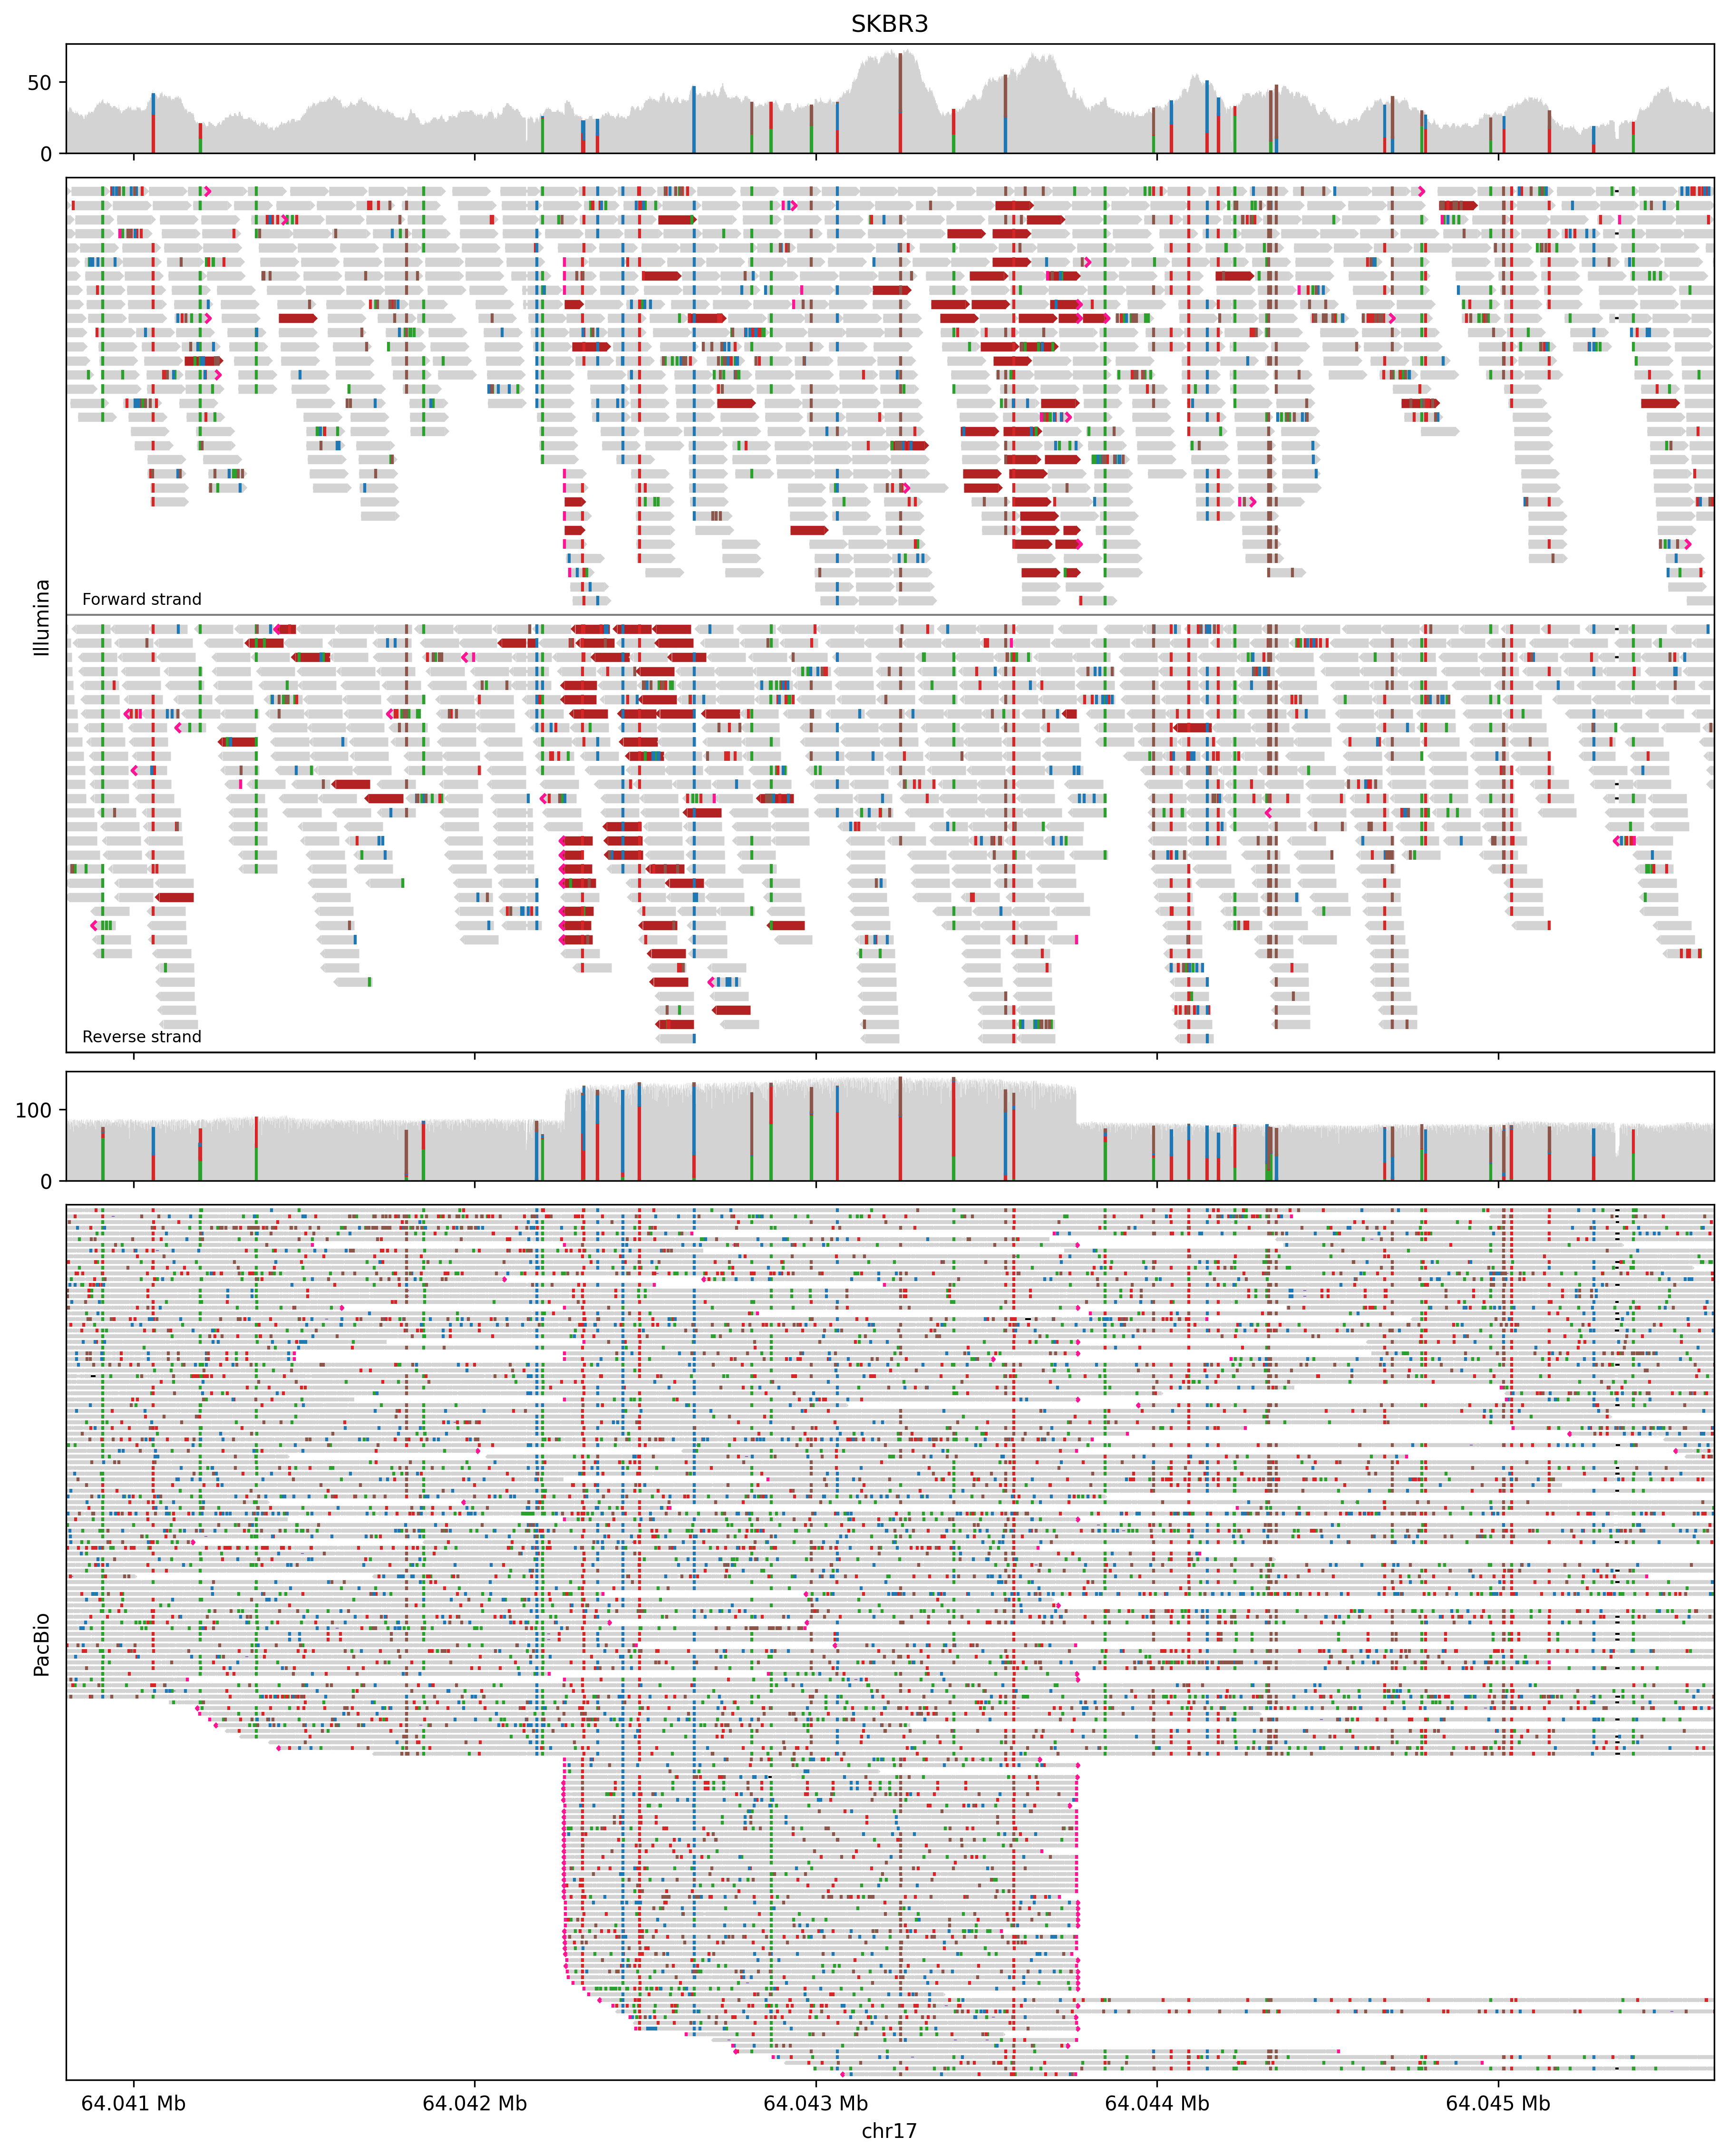 SKBR3
50
0
Illumina
Forward strand
Reverse strand
100
0
PacBio
64.041 Mb
64.042 Mb
64.043 Mb
64.044 Mb
64.045 Mb
chr17